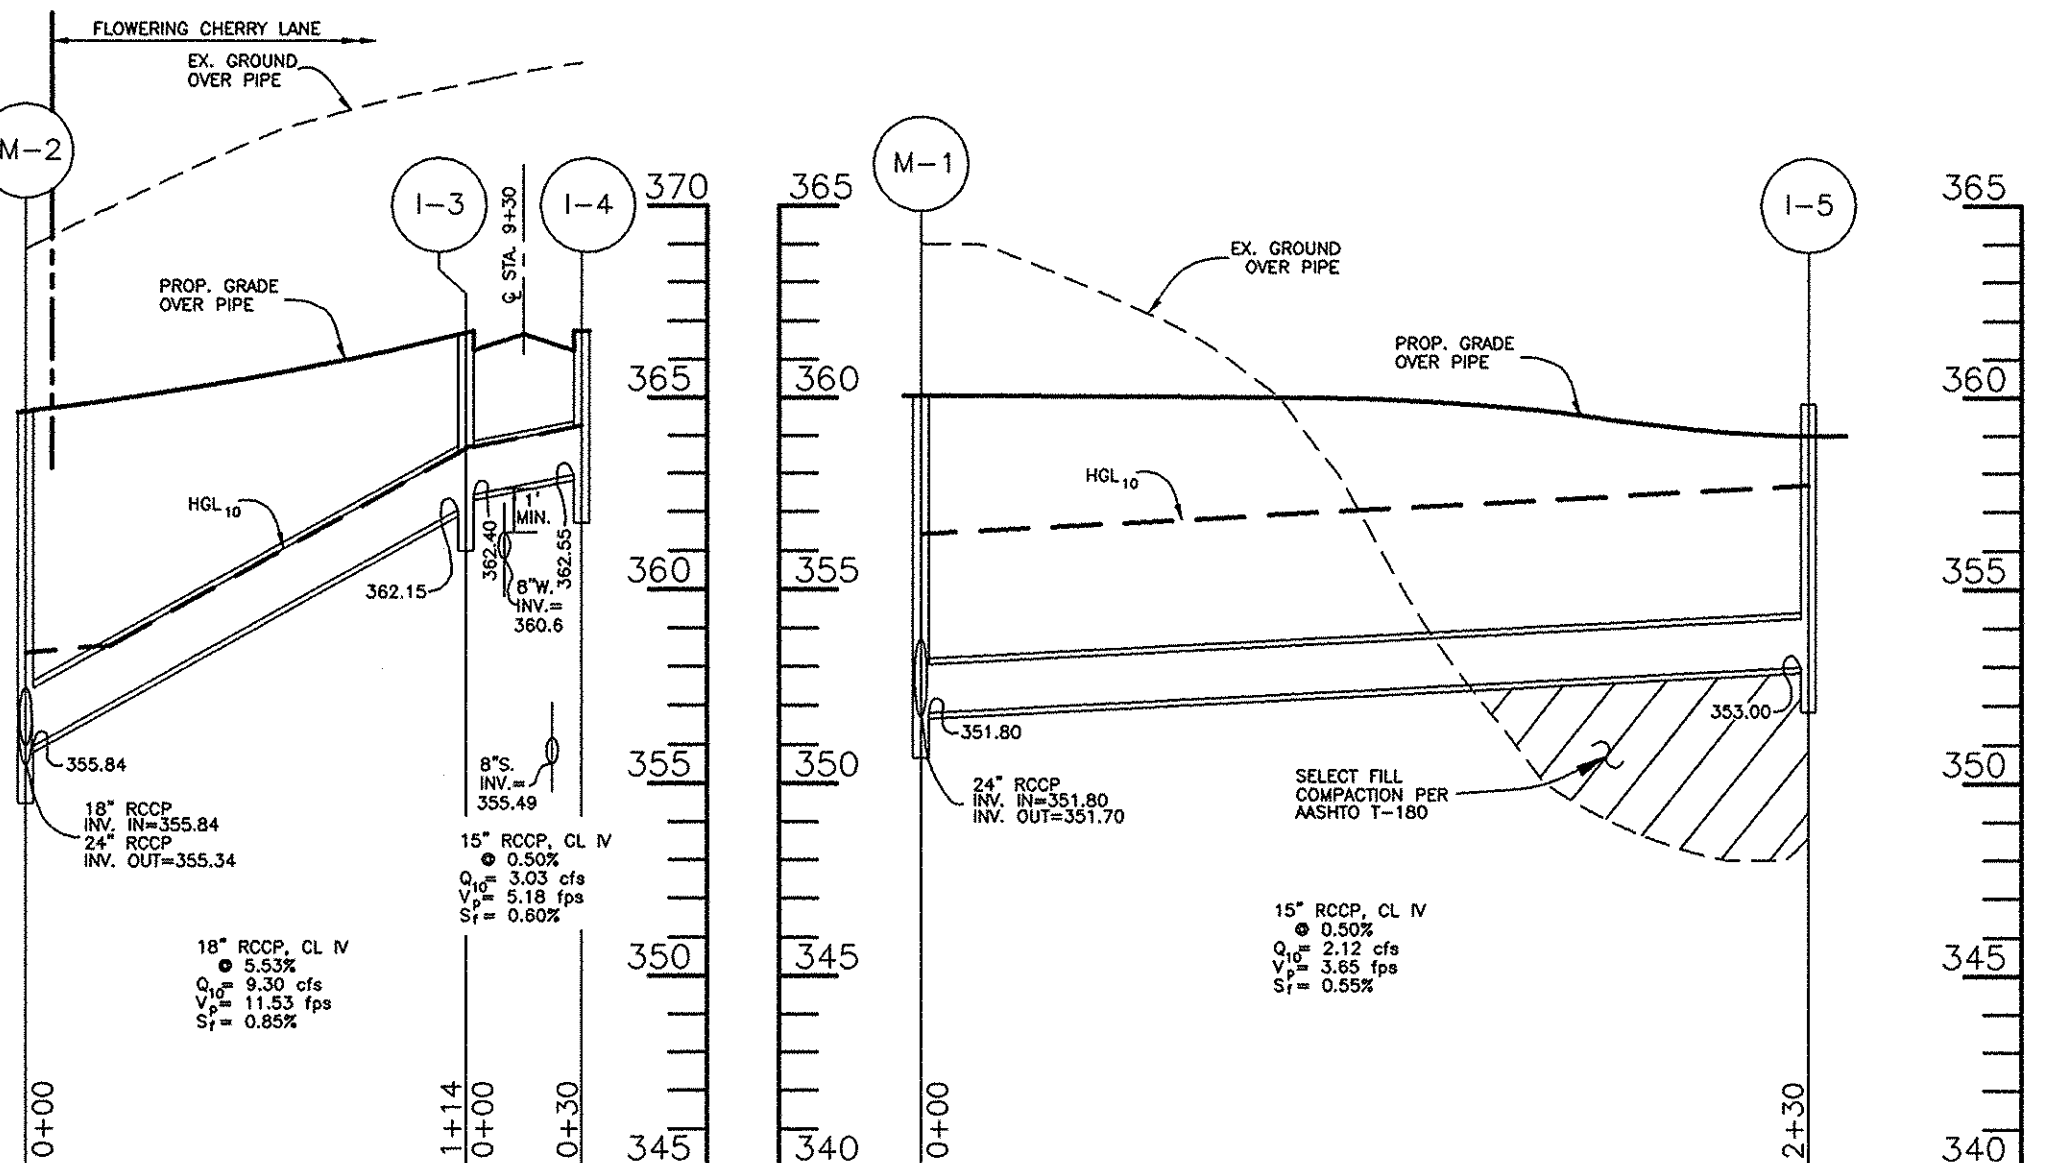 FLOWERING CHERRY LANE
EX. GROUND
OVER PIPE
M-2
I-3
℄ STA. 9+30
I-4
PROP. GRADE
OVER PIPE
HGL10
362.15
362.40
1'
MIN.
362.55
8"W.
INV.=
360.6
355.84
18" RCCP
INV. IN=355.84
24" RCCP
INV. OUT=355.34
8"S.
INV.=
355.49
15" RCCP, CL IV
@ 0.50%
Q10= 3.03 cfs
Vp= 5.18 fps
Sf= 0.60%
18" RCCP, CL IV
@ 5.53%
Q10= 9.30 cfs
Vp= 11.53 fps
Sf= 0.85%
0+00
1+14
0+00
0+30
370
365
360
355
350
345
365
360
355
350
345
340
M-1
I-5
EX. GROUND
OVER PIPE
PROP. GRADE
OVER PIPE
HGL10
351.80
353.00
24" RCCP
INV. IN=351.80
INV. OUT=351.70
SELECT FILL
COMPACTION PER
AASHTO T-180
15" RCCP, CL IV
@ 0.50%
Q10= 2.12 cfs
Vp= 3.65 fps
Sf= 0.55%
0+00
2+30
365
360
355
350
345
340